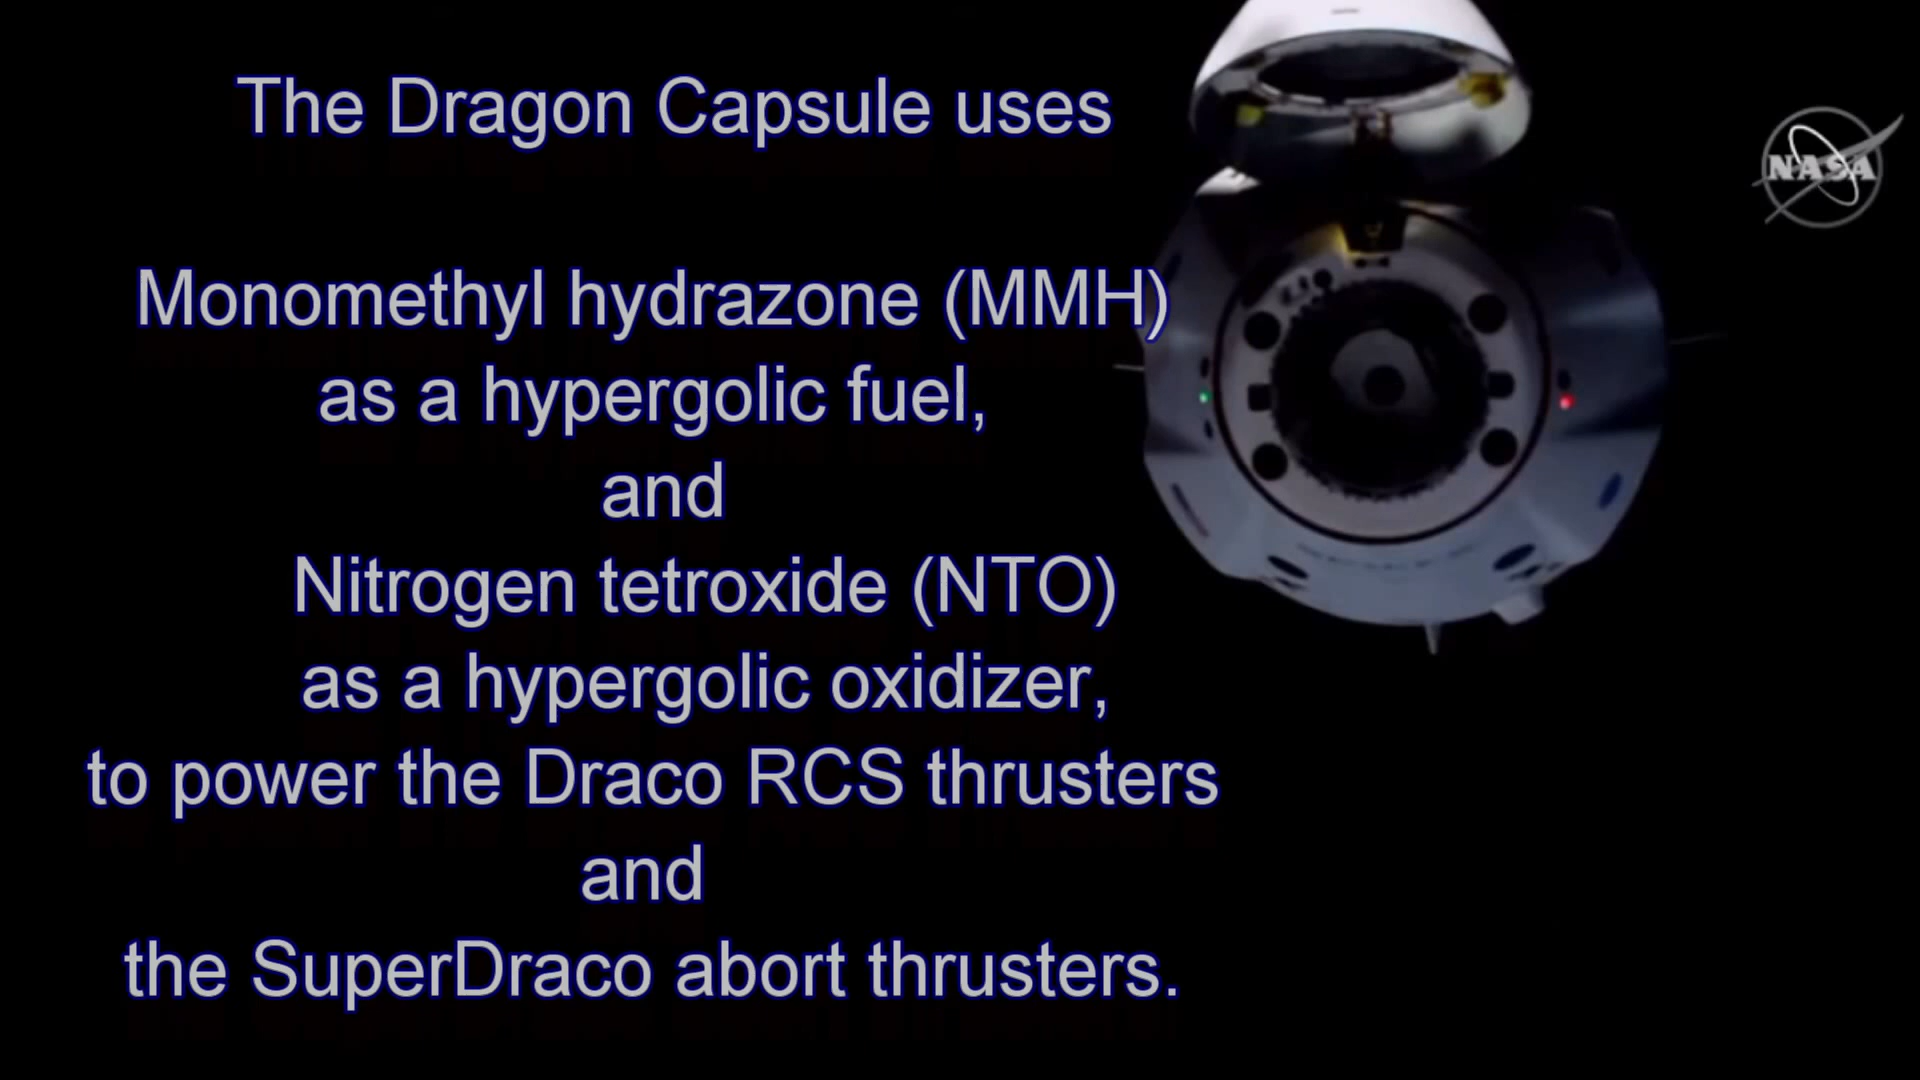 The Dragon Capsule uses
Monomethyl hydrazone (MMH)
as a hypergolic fuel,
and
Nitrogen tetroxide (NTO)
as a hypergolic oxidizer,
to power the Draco RCS thrusters
and
the SuperDraco abort thrusters.
NASA